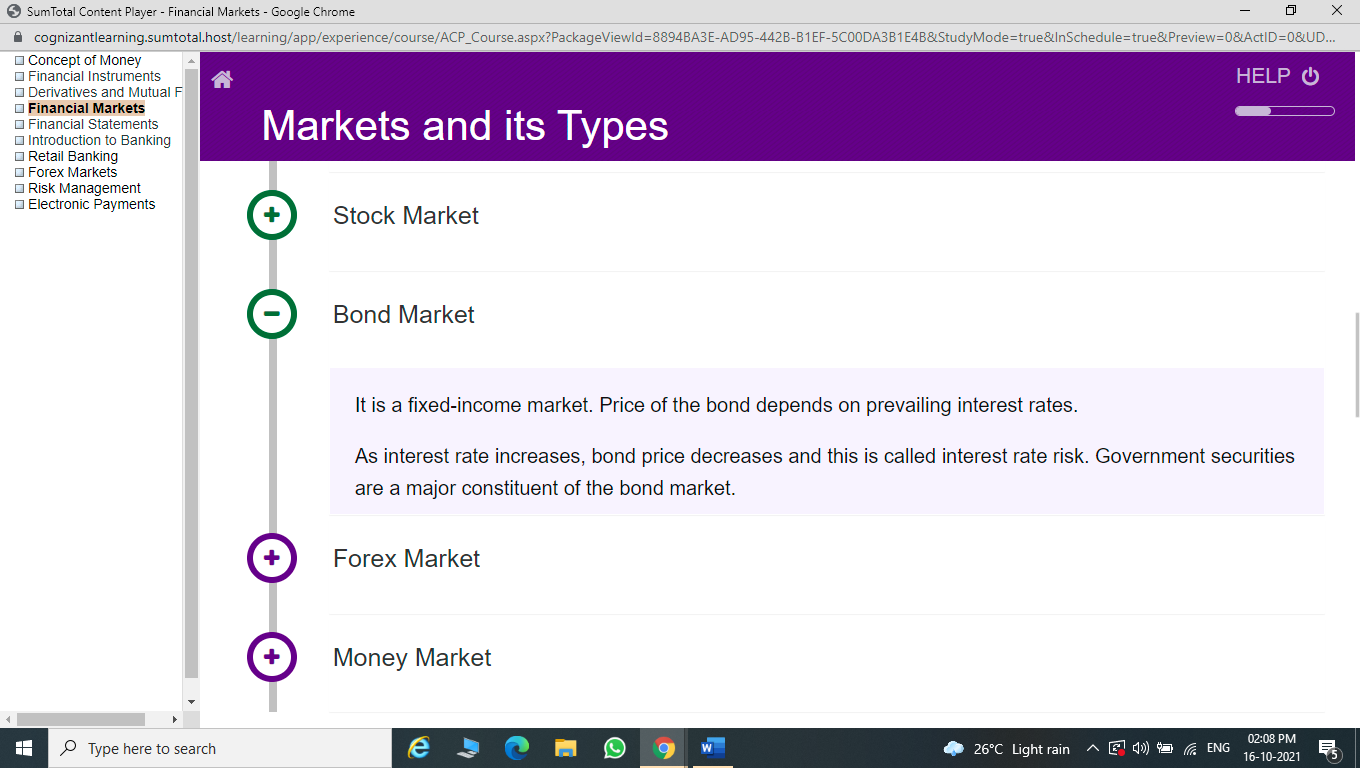 SumTotal Content Player - Financial Markets - Google Chrome
cognizantlearning.sumtotal.host/learning/app/experience/course/ACP_Course.aspx?PackageViewId=8894BA3E-AD95-442B-B1EF-5C00DA3B1E4B&StudyMode=true&InSchedule=true&Preview=0&ActID=0&UD...
Concept of Money
Financial Instruments
Derivatives and Mutual F
Financial Markets
Financial Statements
Introduction to Banking
Retail Banking
Forex Markets
Risk Management
Electronic Payments
HELP
Markets and its Types
Stock Market
Bond Market
It is a fixed-income market. Price of the bond depends on prevailing interest rates.
As interest rate increases, bond price decreases and this is called interest rate risk. Government securities
are a major constituent of the bond market.
Forex Market
Money Market
Type here to search
26°C Light rain
ENG
02:08 PM
16-10-2021
5